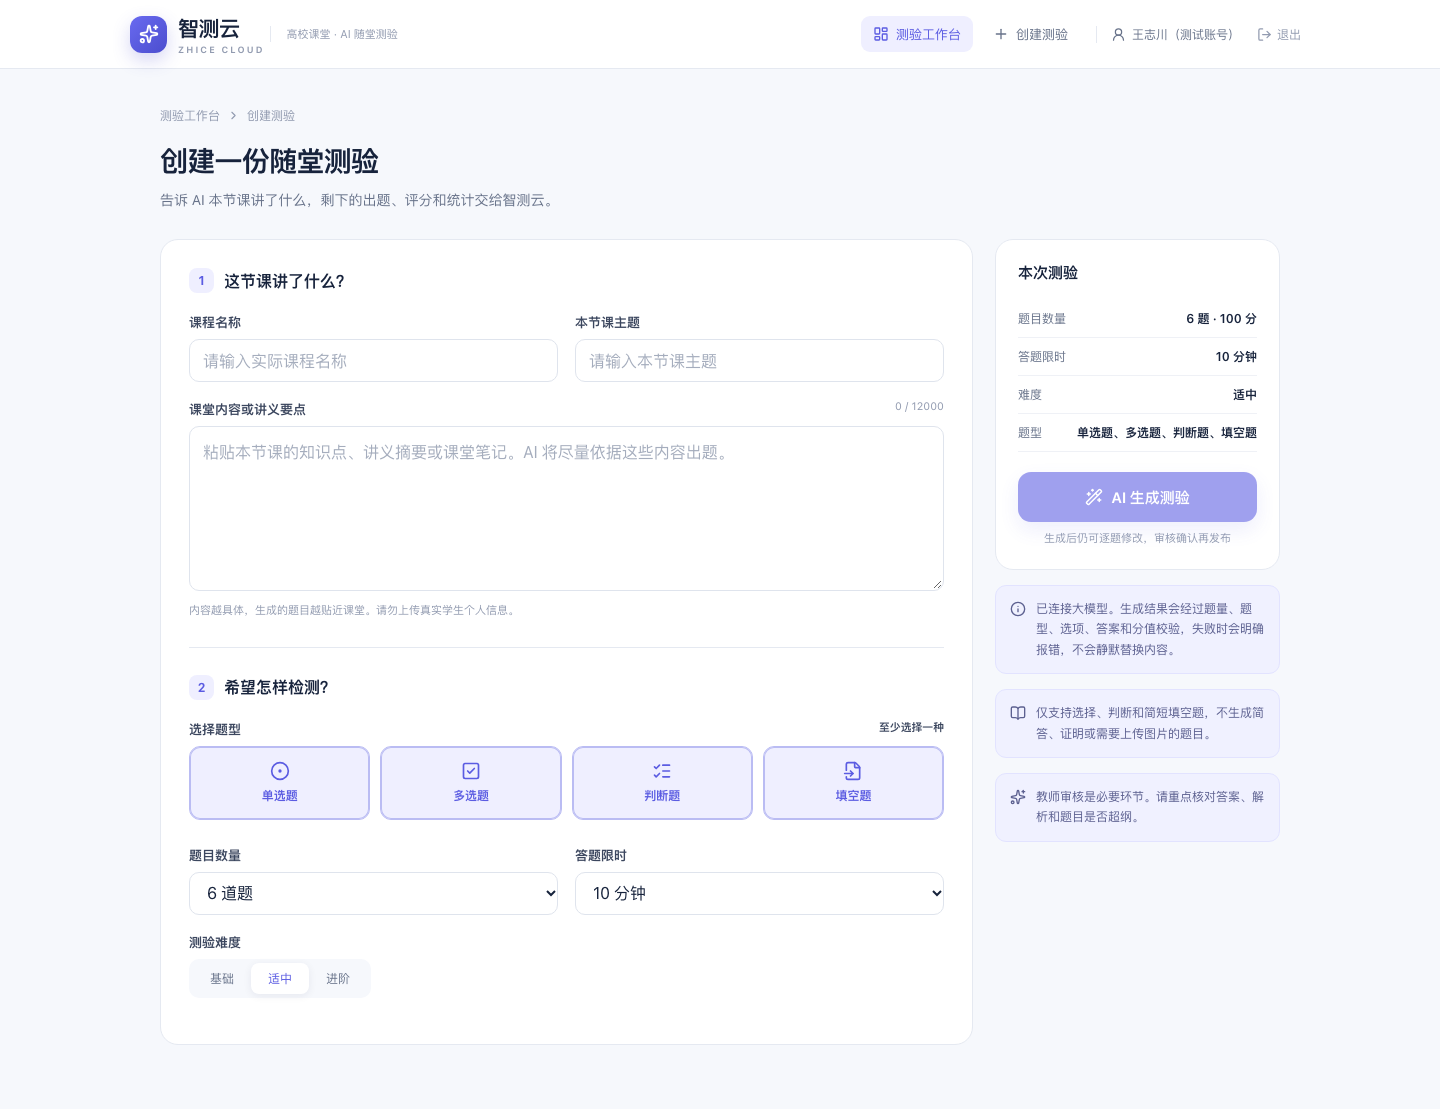 智测云
ZHICE CLOUD
高校课堂 · AI 随堂测验
测验工作台
创建测验
王志川（测试账号）
退出
测验工作台 > 创建测验
创建一份随堂测验
告诉 AI 本节课讲了什么，剩下的出题、评分和统计交给智测云。
1 这节课讲了什么？
课程名称
请输入实际课程名称
本节课主题
请输入本节课主题
课堂内容或讲义要点
0 / 12000
粘贴本节课的知识点、讲义摘要或课堂笔记。AI 将尽量依据这些内容出题。
内容越具体，生成的题目越贴近课堂。请勿上传真实学生个人信息。
2 希望怎样检测？
选择题型
至少选择一种
单选题
多选题
判断题
填空题
题目数量
6 道题
答题限时
10 分钟
测验难度
基础
适中
进阶
本次测验
题目数量 6 题 · 100 分
答题限时 10 分钟
难度 适中
题型 单选题、多选题、判断题、填空题
AI 生成测验
生成后仍可逐题修改，审核确认再发布
已连接大模型。生成结果会经过题量、题
型、选项、答案和分值校验，失败时会明确
报错，不会静默替换内容。
仅支持选择、判断和简短填空题，不生成简
答、证明或需要上传图片的题目。
教师审核是必要环节。请重点核对答案、解
析和题目是否超纲。